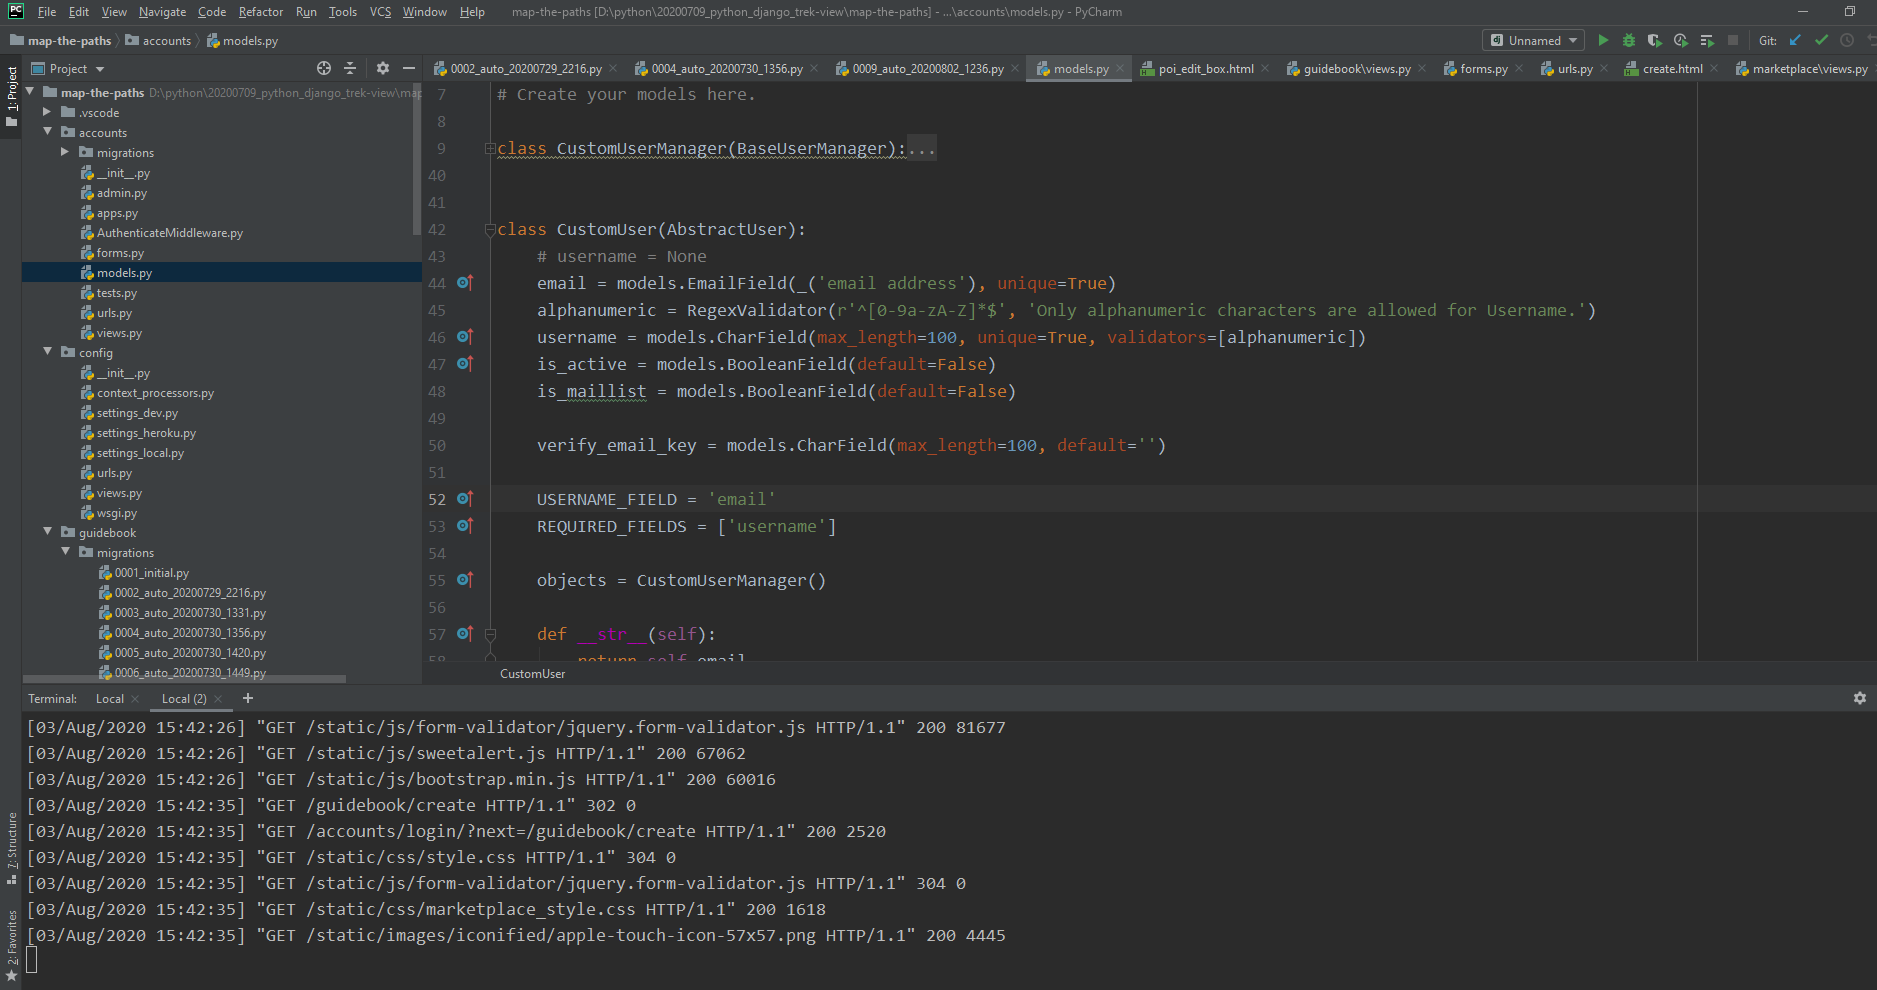 PC File Edit View Navigate Code Refactor Run Tools VCS Window Help map-the-paths [D:\python\20200709_python_django_trek-view\map-the-paths] - ...\accounts\models.py - PyCharm
map-the-paths accounts models.py
dj Unnamed Git:
Project
0002_auto_20200729_2216.py 0004_auto_20200730_1356.py 0009_auto_20200802_1236.py models.py poi_edit_box.html guidebook\views.py forms.py urls.py create.html marketplace\views.py
1: Project
map-the-paths D:\python\20200709_python_django_trek-view\map
.vscode
accounts
migrations
__init__.py
admin.py
apps.py
AuthenticateMiddleware.py
forms.py
models.py
tests.py
urls.py
views.py
config
__init__.py
context_processors.py
settings_dev.py
settings_heroku.py
settings_local.py
urls.py
views.py
wsgi.py
guidebook
migrations
0001_initial.py
0002_auto_20200729_2216.py
0003_auto_20200730_1331.py
0004_auto_20200730_1356.py
0005_auto_20200730_1420.py
0006_auto_20200730_1449.py
7 # Create your models here.
8
9 class CustomUserManager(BaseUserManager):...
40
41
42 class CustomUser(AbstractUser):
43 # username = None
44 email = models.EmailField(_('email address'), unique=True)
45 alphanumeric = RegexValidator(r'^[0-9a-zA-Z]*$', 'Only alphanumeric characters are allowed for Username.')
46 username = models.CharField(max_length=100, unique=True, validators=[alphanumeric])
47 is_active = models.BooleanField(default=False)
48 is_maillist = models.BooleanField(default=False)
49
50 verify_email_key = models.CharField(max_length=100, default='')
51
52 USERNAME_FIELD = 'email'
53 REQUIRED_FIELDS = ['username']
54
55 objects = CustomUserManager()
56
57 def __str__(self):
58 return self.email
CustomUser
Terminal: Local Local (2) +
[03/Aug/2020 15:42:26] "GET /static/js/form-validator/jquery.form-validator.js HTTP/1.1" 200 81677
[03/Aug/2020 15:42:26] "GET /static/js/sweetalert.js HTTP/1.1" 200 67062
[03/Aug/2020 15:42:26] "GET /static/js/bootstrap.min.js HTTP/1.1" 200 60016
[03/Aug/2020 15:42:35] "GET /guidebook/create HTTP/1.1" 302 0
[03/Aug/2020 15:42:35] "GET /accounts/login/?next=/guidebook/create HTTP/1.1" 200 2520
[03/Aug/2020 15:42:35] "GET /static/css/style.css HTTP/1.1" 304 0
[03/Aug/2020 15:42:35] "GET /static/js/form-validator/jquery.form-validator.js HTTP/1.1" 304 0
[03/Aug/2020 15:42:35] "GET /static/css/marketplace_style.css HTTP/1.1" 200 1618
[03/Aug/2020 15:42:35] "GET /static/images/iconified/apple-touch-icon-57x57.png HTTP/1.1" 200 4445
7: Structure
2: Favorites